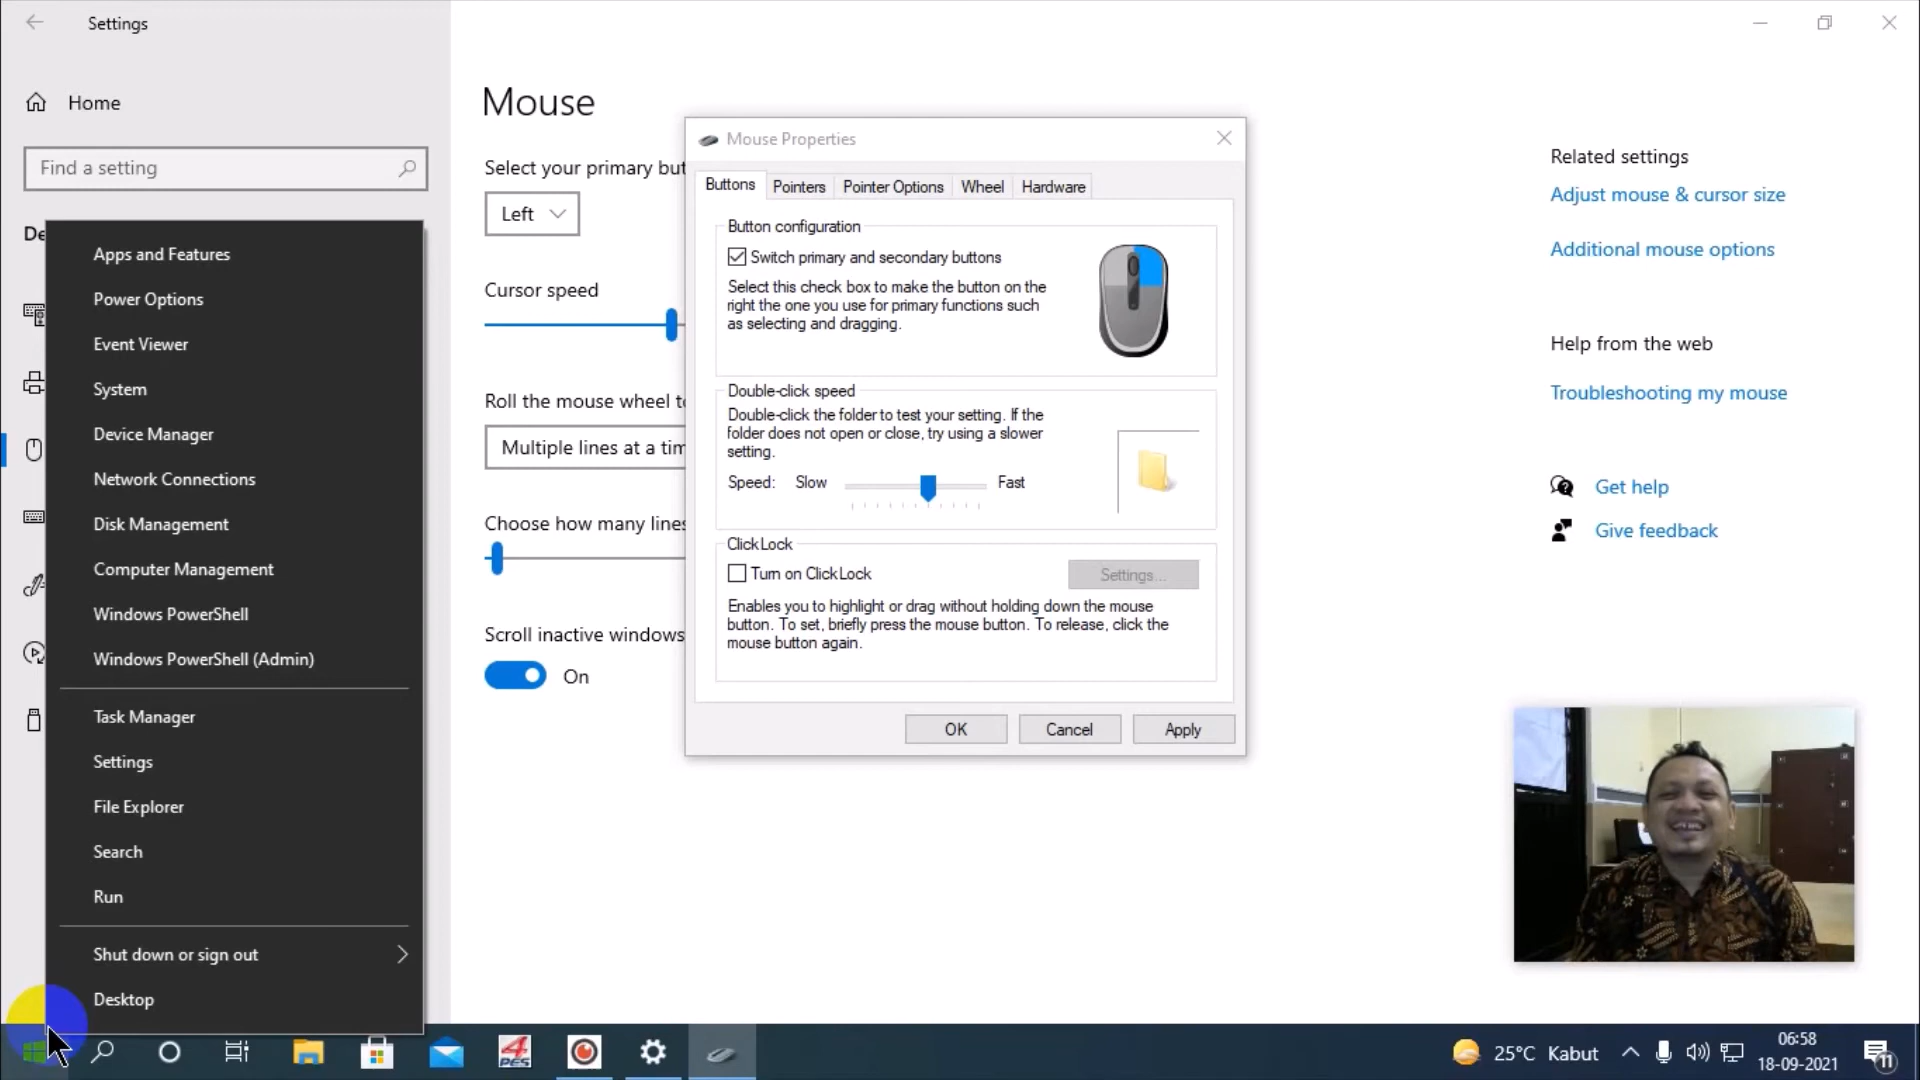 Settings
Home
Find a setting
De
Apps and Features
Power Options
Event Viewer
System
Device Manager
Network Connections
Disk Management
Computer Management
Windows PowerShell
Windows PowerShell (Admin)
Task Manager
Settings
File Explorer
Search
Run
Shut down or sign out
Desktop
Mouse
Select your primary but
Left
Cursor speed
Roll the mouse wheel to
Multiple lines at a tim
Choose how many lines
Scroll inactive windows
On
Mouse Properties
Buttons
Pointers
Pointer Options
Wheel
Hardware
Button configuration
Switch primary and secondary buttons
Select this check box to make the button on the
right the one you use for primary functions such
as selecting and dragging.
Double-click speed
Double-click the folder to test your setting. If the
folder does not open or close, try using a slower
setting.
Speed: Slow Fast
ClickLock
Turn on ClickLock
Settings...
Enables you to highlight or drag without holding down the mouse
button. To set, briefly press the mouse button. To release, click the
mouse button again.
OK
Cancel
Apply
Related settings
Adjust mouse & cursor size
Additional mouse options
Help from the web
Troubleshooting my mouse
Get help
Give feedback
4
PES
25°C Kabut
06:58
18-09-2021
11